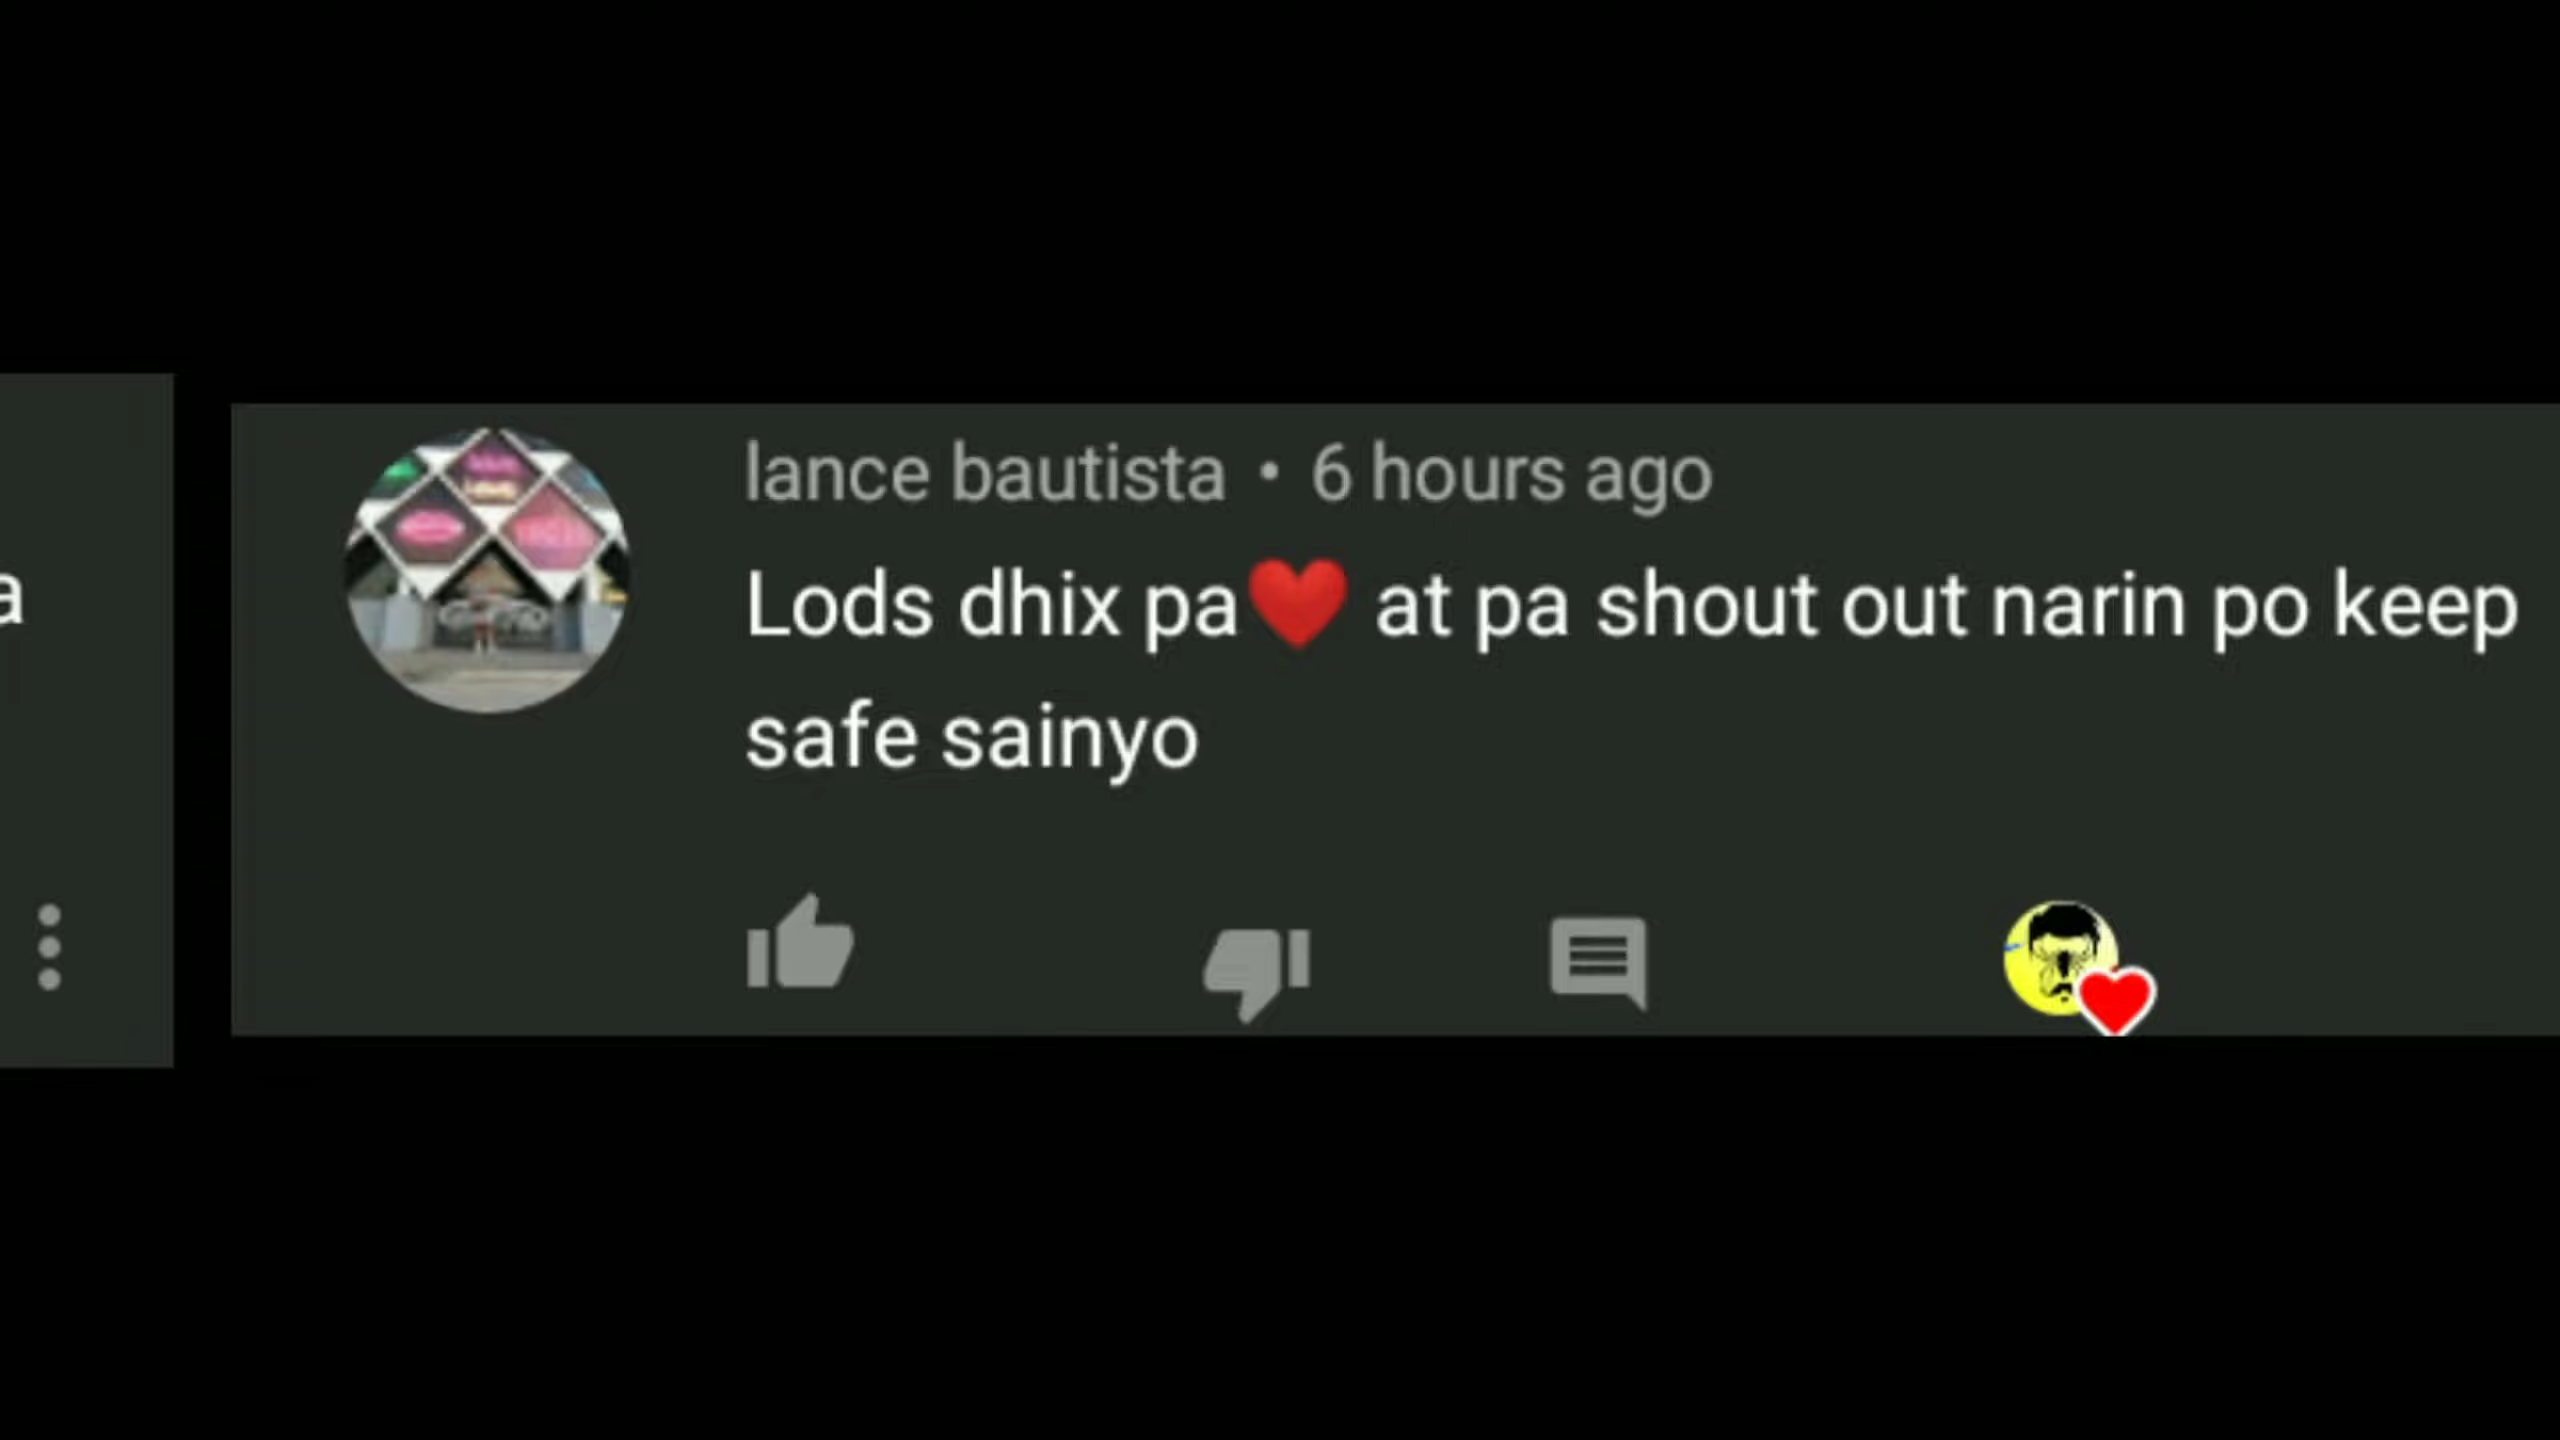 a
lance bautista • 6 hours ago
Lods dhix pa❤️ at pa shout out narin po keep
safe sainyo